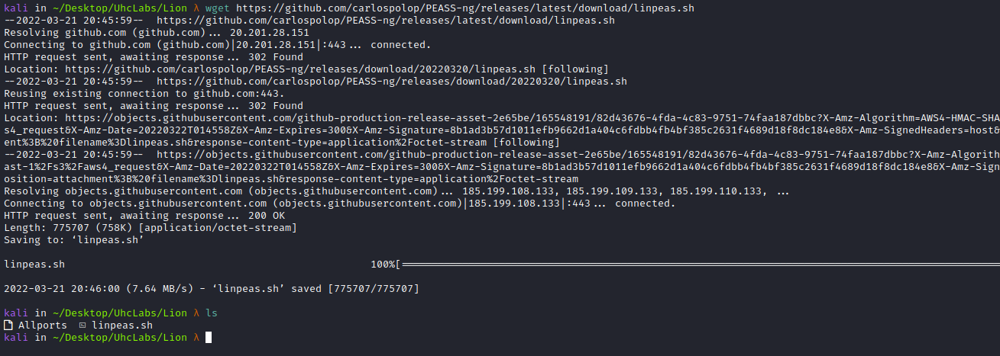 kali in ~/Desktop/UhcLabs/Lion λ wget https://github.com/carlospolop/PEASS-ng/releases/latest/download/linpeas.sh
--2022-03-21 20:45:59-- https://github.com/carlospolop/PEASS-ng/releases/latest/download/linpeas.sh
Resolving github.com (github.com)... 20.201.28.151
Connecting to github.com (github.com)|20.201.28.151|:443... connected.
HTTP request sent, awaiting response... 302 Found
Location: https://github.com/carlospolop/PEASS-ng/releases/download/20220320/linpeas.sh [following]
--2022-03-21 20:45:59-- https://github.com/carlospolop/PEASS-ng/releases/download/20220320/linpeas.sh
Reusing existing connection to github.com:443.
HTTP request sent, awaiting response... 302 Found
Location: https://objects.githubusercontent.com/github-production-release-asset-2e65be/165548191/82d43676-4fda-4c83-9751-74faa187dbbc?X-Amz-Algorithm=AWS4-HMAC-SHA
s4_request&X-Amz-Date=20220322T014558Z&X-Amz-Expires=300&X-Amz-Signature=8b1ad3b57d1011efb9662d1a404c6fdbb4fb4bf385c2631f4689d18f8dc184e8&X-Amz-SignedHeaders=host&
ent%3B%20filename%3Dlinpeas.sh&response-content-type=application%2Foctet-stream [following]
--2022-03-21 20:45:59-- https://objects.githubusercontent.com/github-production-release-asset-2e65be/165548191/82d43676-4fda-4c83-9751-74faa187dbbc?X-Amz-Algorith
ast-1%2Fs3%2Faws4_request&X-Amz-Date=20220322T014558Z&X-Amz-Expires=300&X-Amz-Signature=8b1ad3b57d1011efb9662d1a404c6fdbb4fb4bf385c2631f4689d18f8dc184e8&X-Amz-Sign
osition=attachment%3B%20filename%3Dlinpeas.sh&response-content-type=application%2Foctet-stream
Resolving objects.githubusercontent.com (objects.githubusercontent.com)... 185.199.108.133, 185.199.109.133, 185.199.110.133, ...
Connecting to objects.githubusercontent.com (objects.githubusercontent.com)|185.199.108.133|:443... connected.
HTTP request sent, awaiting response... 200 OK
Length: 775707 (758K) [application/octet-stream]
Saving to: ‘linpeas.sh’
linpeas.sh 100%[==================================================
2022-03-21 20:46:00 (7.64 MB/s) - ‘linpeas.sh’ saved [775707/775707]
kali in ~/Desktop/UhcLabs/Lion λ ls
Allports linpeas.sh
kali in ~/Desktop/UhcLabs/Lion λ